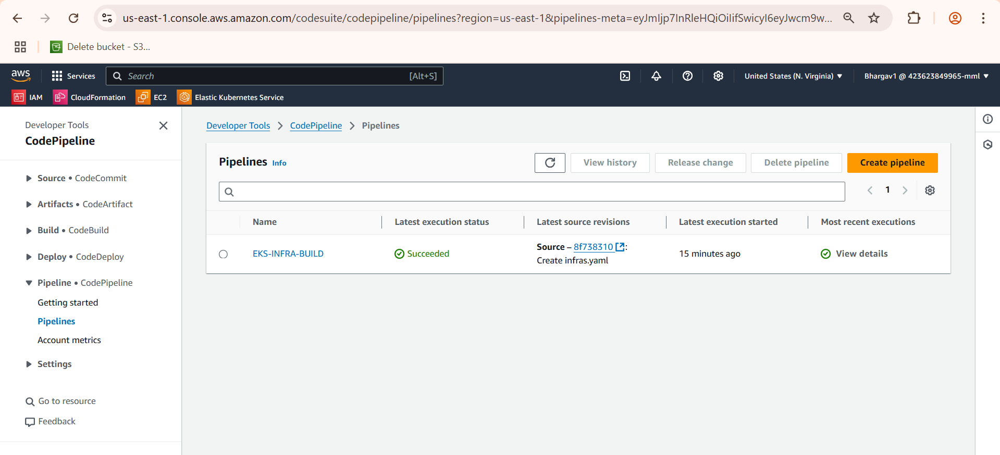 us-east-1.console.aws.amazon.com/codesuite/codepipeline/pipelines?region=us-east-1&pipelines-meta=eyJmIjp7InRleHQiOiIifSwicyI6eyJwcm9w...
Delete bucket - S3...
aws
Services
Search
[Alt+S]
United States (N. Virginia)
Bhargav1 @ 423623849965-mml
IAM
CloudFormation
EC2
Elastic Kubernetes Service
Developer Tools
CodePipeline
Source • CodeCommit
Artifacts • CodeArtifact
Build • CodeBuild
Deploy • CodeDeploy
Pipeline • CodePipeline
Getting started
Pipelines
Account metrics
Settings
Go to resource
Feedback
Developer Tools
CodePipeline
Pipelines
Pipelines Info
View history
Release change
Delete pipeline
Create pipeline
1
Name
Latest execution status
Latest source revisions
Latest execution started
Most recent executions
EKS-INFRA-BUILD
Succeeded
Source – 8f738310 :
Create infras.yaml
15 minutes ago
View details